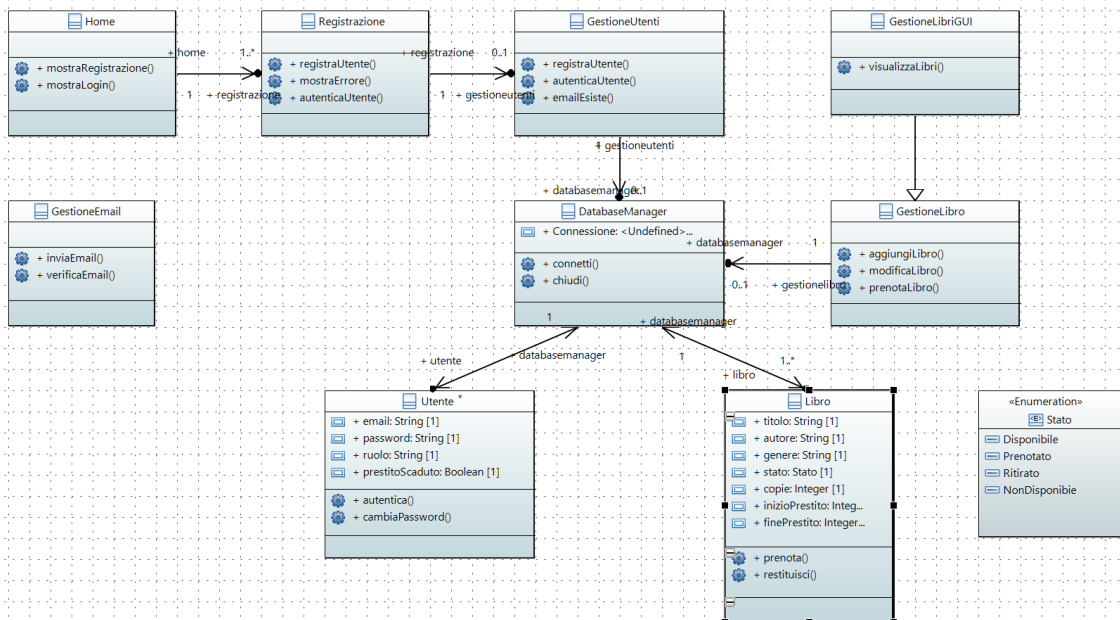 Home
+ mostraRegistrazione()
+ mostraLogin()
+ home
1..*
1
+ registrazione
Registrazione
+ registraUtente()
+ mostraErrore()
+ autenticaUtente()
+ registrazione
0..1
1
+ gestioneutenti
GestioneUtenti
+ registraUtente()
+ autenticaUtente()
+ emailEsiste()
GestioneLibriGUI
+ visualizzaLibri()
1
+ gestioneutenti
+ databasemanager
0..1
GestioneEmail
+ inviaEmail()
+ verificaEmail()
DatabaseManager
+ Connessione: <Undefined>...
+ connetti()
+ chiudi()
+ databasemanager
1
0..1
+ gestionelibro
GestioneLibro
+ aggiungiLibro()
+ modificaLibro()
+ prenotaLibro()
1
+ databasemanager
+ utente
+ databasemanager
1
1..*
+ libro
Utente
*
+ email: String [1]
+ password: String [1]
+ ruolo: String [1]
+ prestitoScaduto: Boolean [1]
+ autentica()
+ cambiaPassword()
Libro
+ titolo: String [1]
+ autore: String [1]
+ genere: String [1]
+ stato: Stato [1]
+ copie: Integer [1]
+ inizioPrestito: Integ...
+ finePrestito: Integer...
+ prenota()
+ restituisci()
«Enumeration»
<E> Stato
Disponibile
Prenotato
Ritirato
NonDisponibie